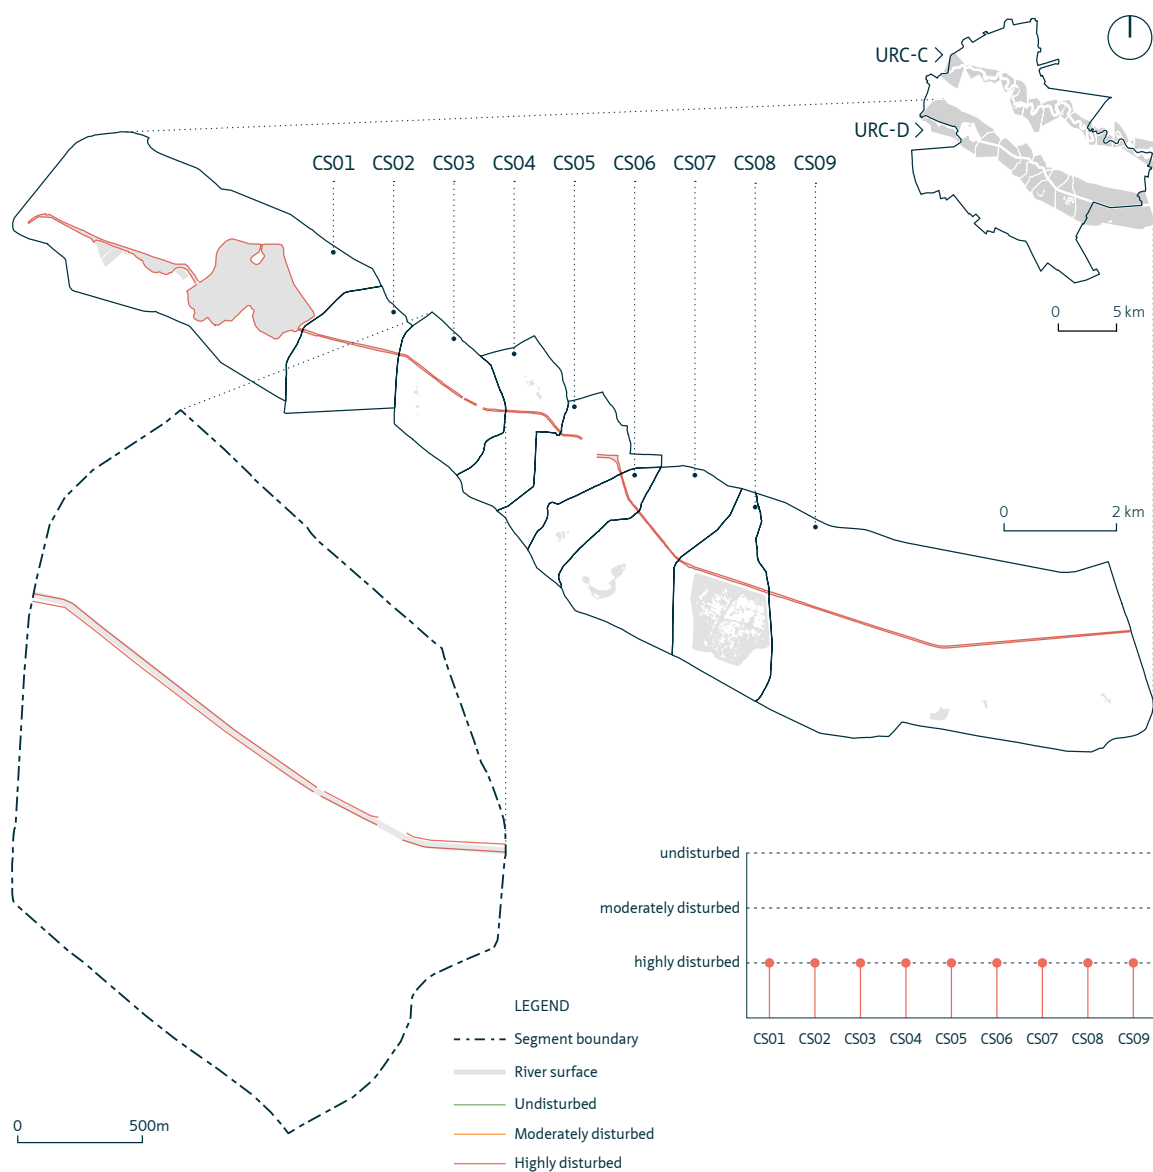 URC-C
URC-D
CS01 CS02 CS03 CS04 CS05 CS06 CS07 CS08 CS09
0 5 km
0 2 km
undisturbed
moderately disturbed
highly disturbed
CS01 CS02 CS03 CS04 CS05 CS06 CS07 CS08 CS09
LEGEND
Segment boundary
River surface
Undisturbed
Moderately disturbed
Highly disturbed
0 500m